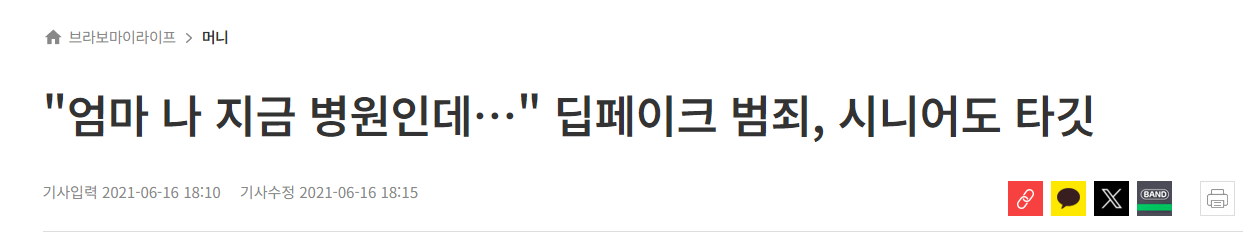 브라보마이라이프 > 머니
"엄마 나 지금 병원인데…" 딥페이크 범죄, 시니어도 타깃
기사입력 2021-06-16 18:10 기사수정 2021-06-16 18:15
BAND